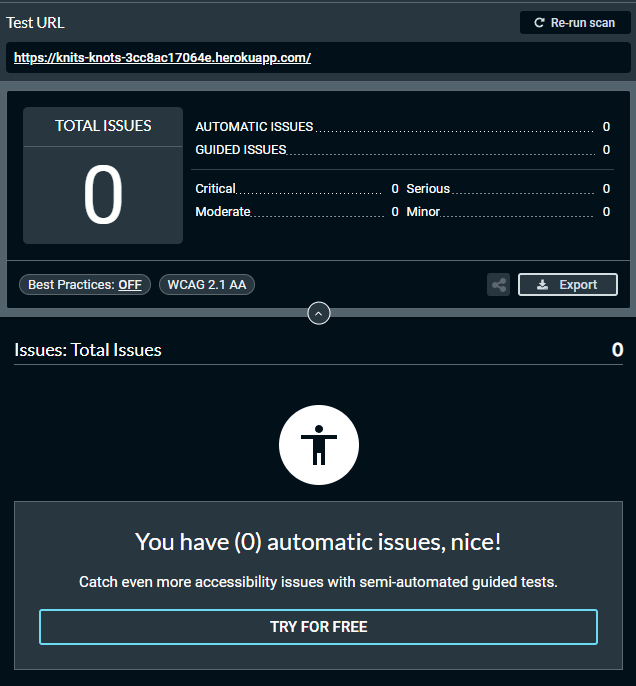 Test URL
Re-run scan
https://knits-knots-3cc8ac17064e.herokuapp.com/
TOTAL ISSUES
0
AUTOMATIC ISSUES 0
GUIDED ISSUES 0
Critical 0 Serious 0
Moderate 0 Minor 0
Best Practices: OFF WCAG 2.1 AA Export
Issues: Total Issues 0
You have (0) automatic issues, nice!
Catch even more accessibility issues with semi-automated guided tests.
TRY FOR FREE